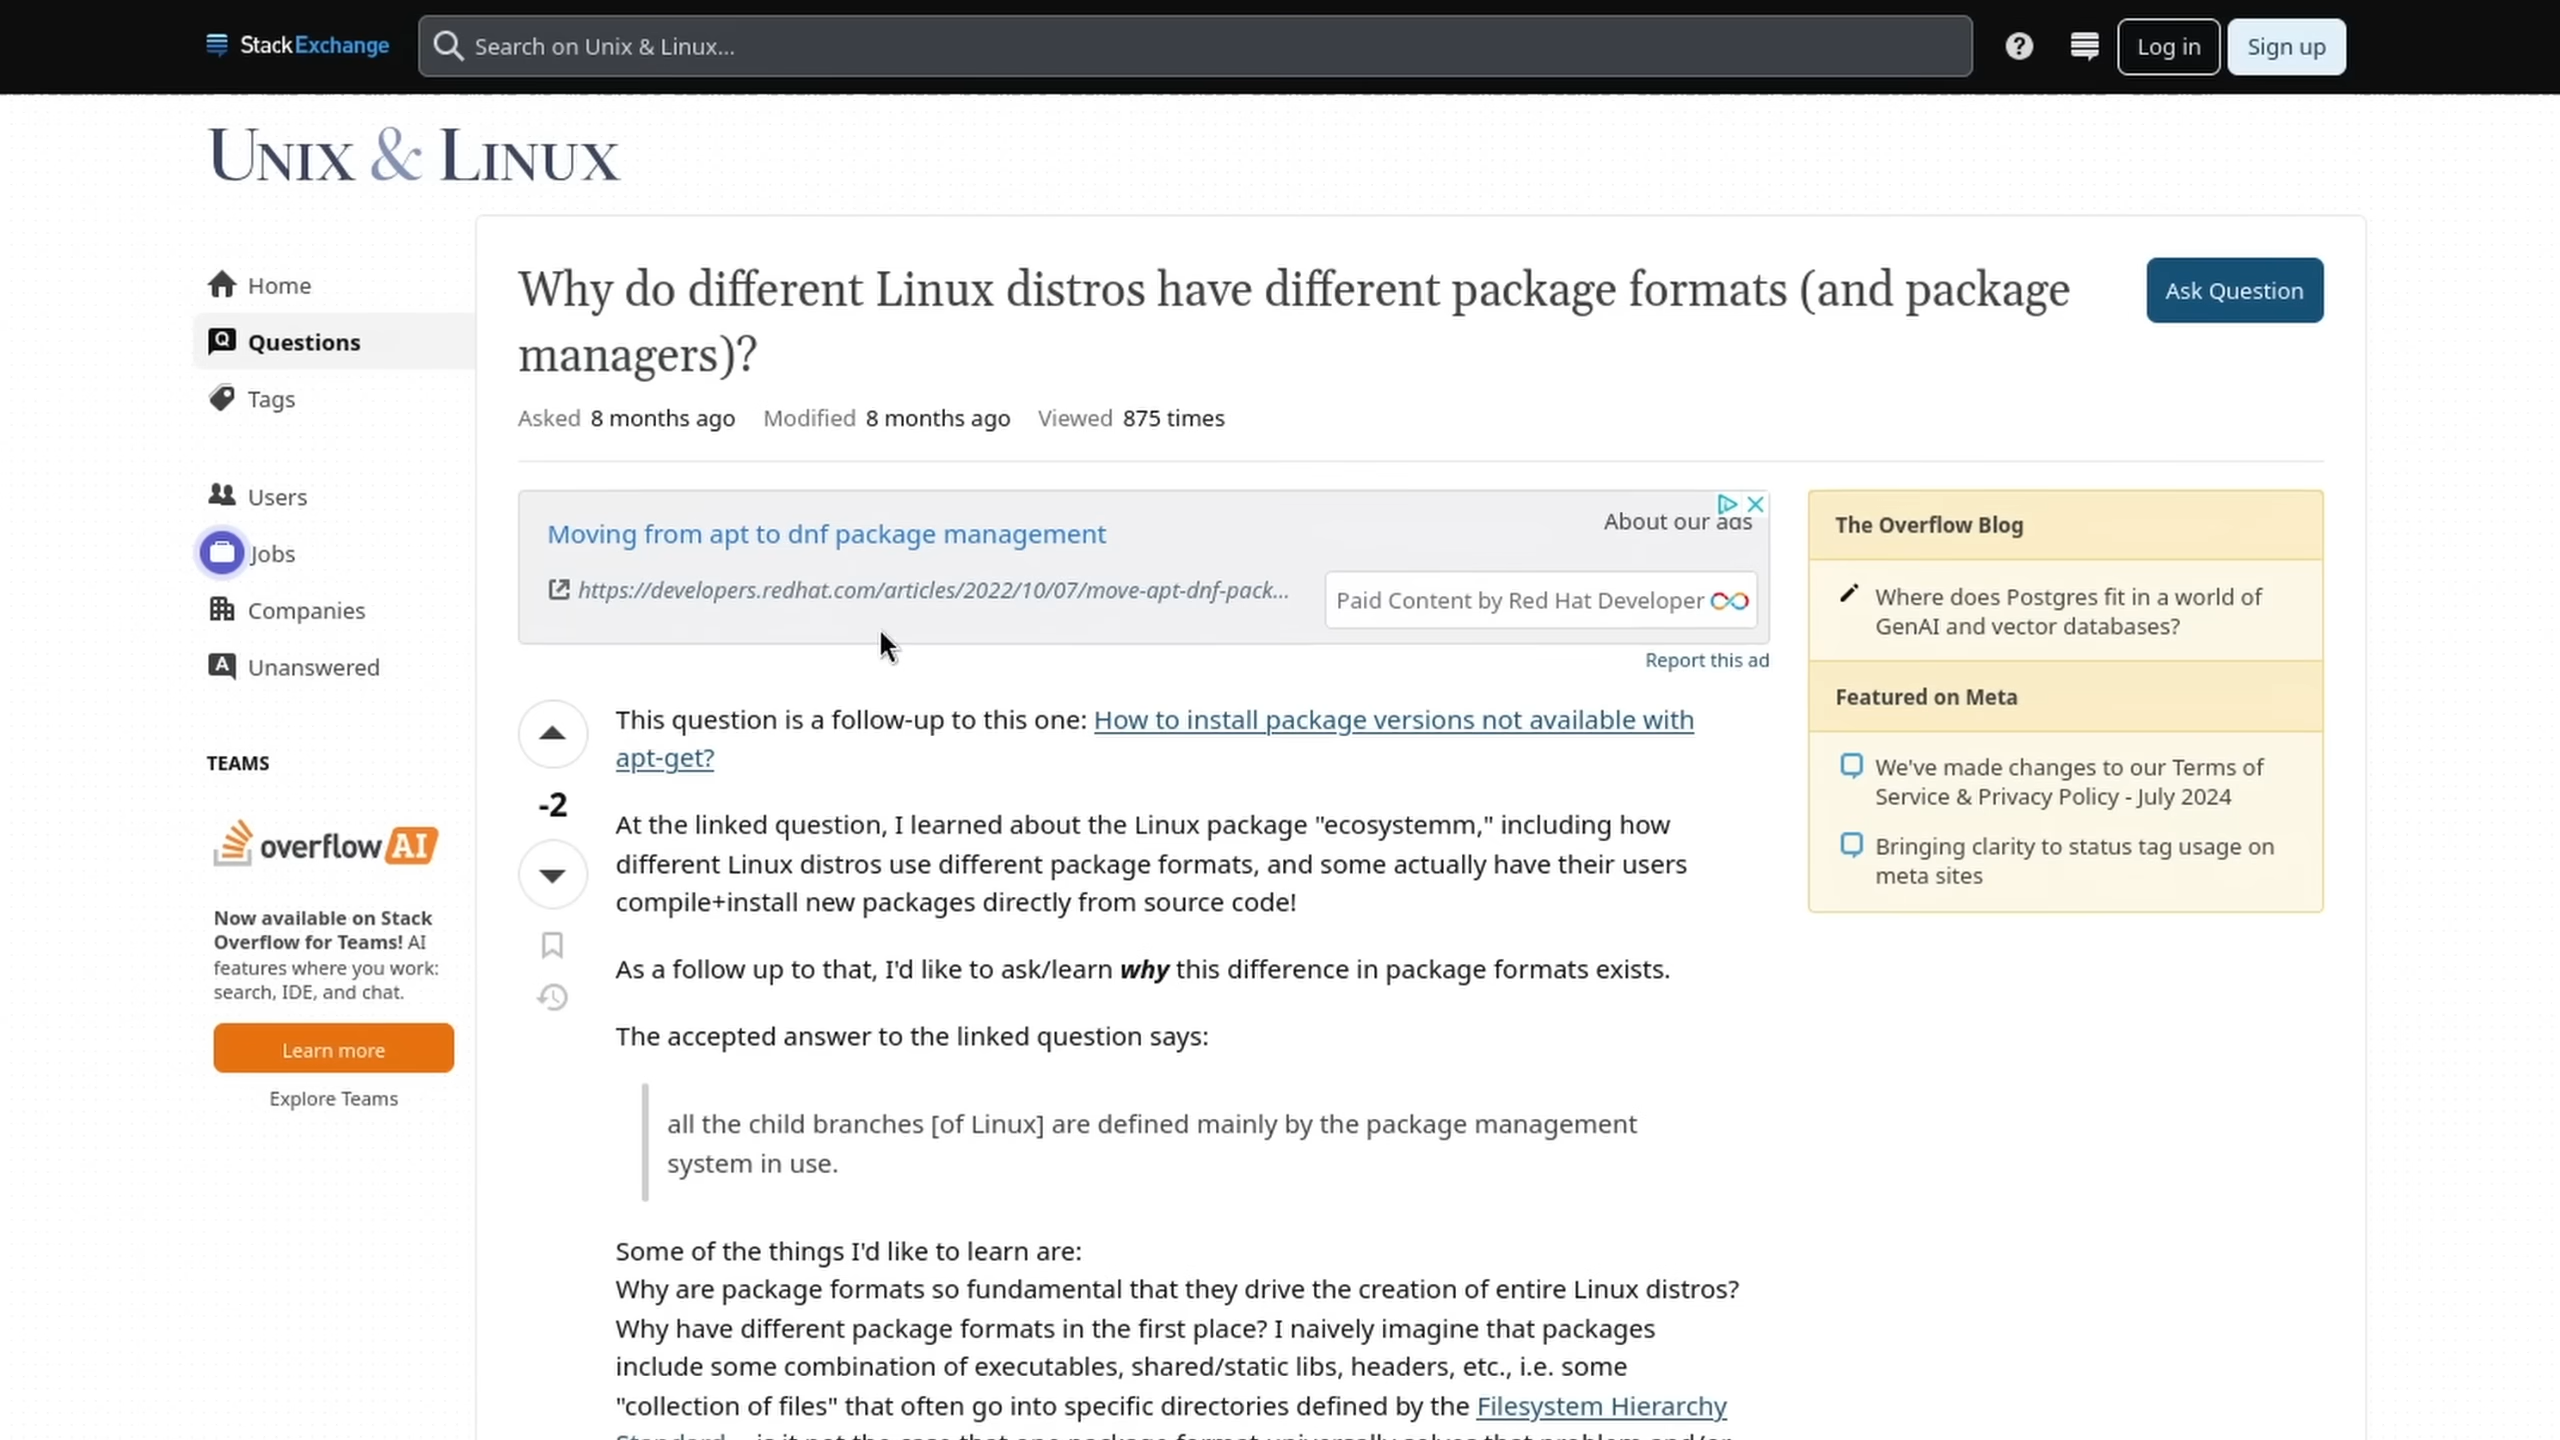 StackExchange
Search on Unix & Linux...
Log in
Sign up
UNIX & LINUX
Home
Questions
Tags
Users
Jobs
Companies
Unanswered
TEAMS
overflow AI
Now available on Stack
Overflow for Teams! AI
features where you work:
search, IDE, and chat.
Learn more
Explore Teams
Why do different Linux distros have different package formats (and package
managers)?
Ask Question
Asked 8 months ago Modified 8 months ago Viewed 875 times
Moving from apt to dnf package management
About our ads
https://developers.redhat.com/articles/2022/10/07/move-apt-dnf-pack...
Paid Content by Red Hat Developer
Report this ad
-2
This question is a follow-up to this one: How to install package versions not available with
apt-get?
At the linked question, I learned about the Linux package "ecosystemm," including how
different Linux distros use different package formats, and some actually have their users
compile+install new packages directly from source code!
As a follow up to that, I'd like to ask/learn why this difference in package formats exists.
The accepted answer to the linked question says:
all the child branches [of Linux] are defined mainly by the package management
system in use.
Some of the things I'd like to learn are:
Why are package formats so fundamental that they drive the creation of entire Linux distros?
Why have different package formats in the first place? I naively imagine that packages
include some combination of executables, shared/static libs, headers, etc., i.e. some
"collection of files" that often go into specific directories defined by the Filesystem Hierarchy
The Overflow Blog
Where does Postgres fit in a world of
GenAI and vector databases?
Featured on Meta
We've made changes to our Terms of
Service & Privacy Policy - July 2024
Bringing clarity to status tag usage on
meta sites